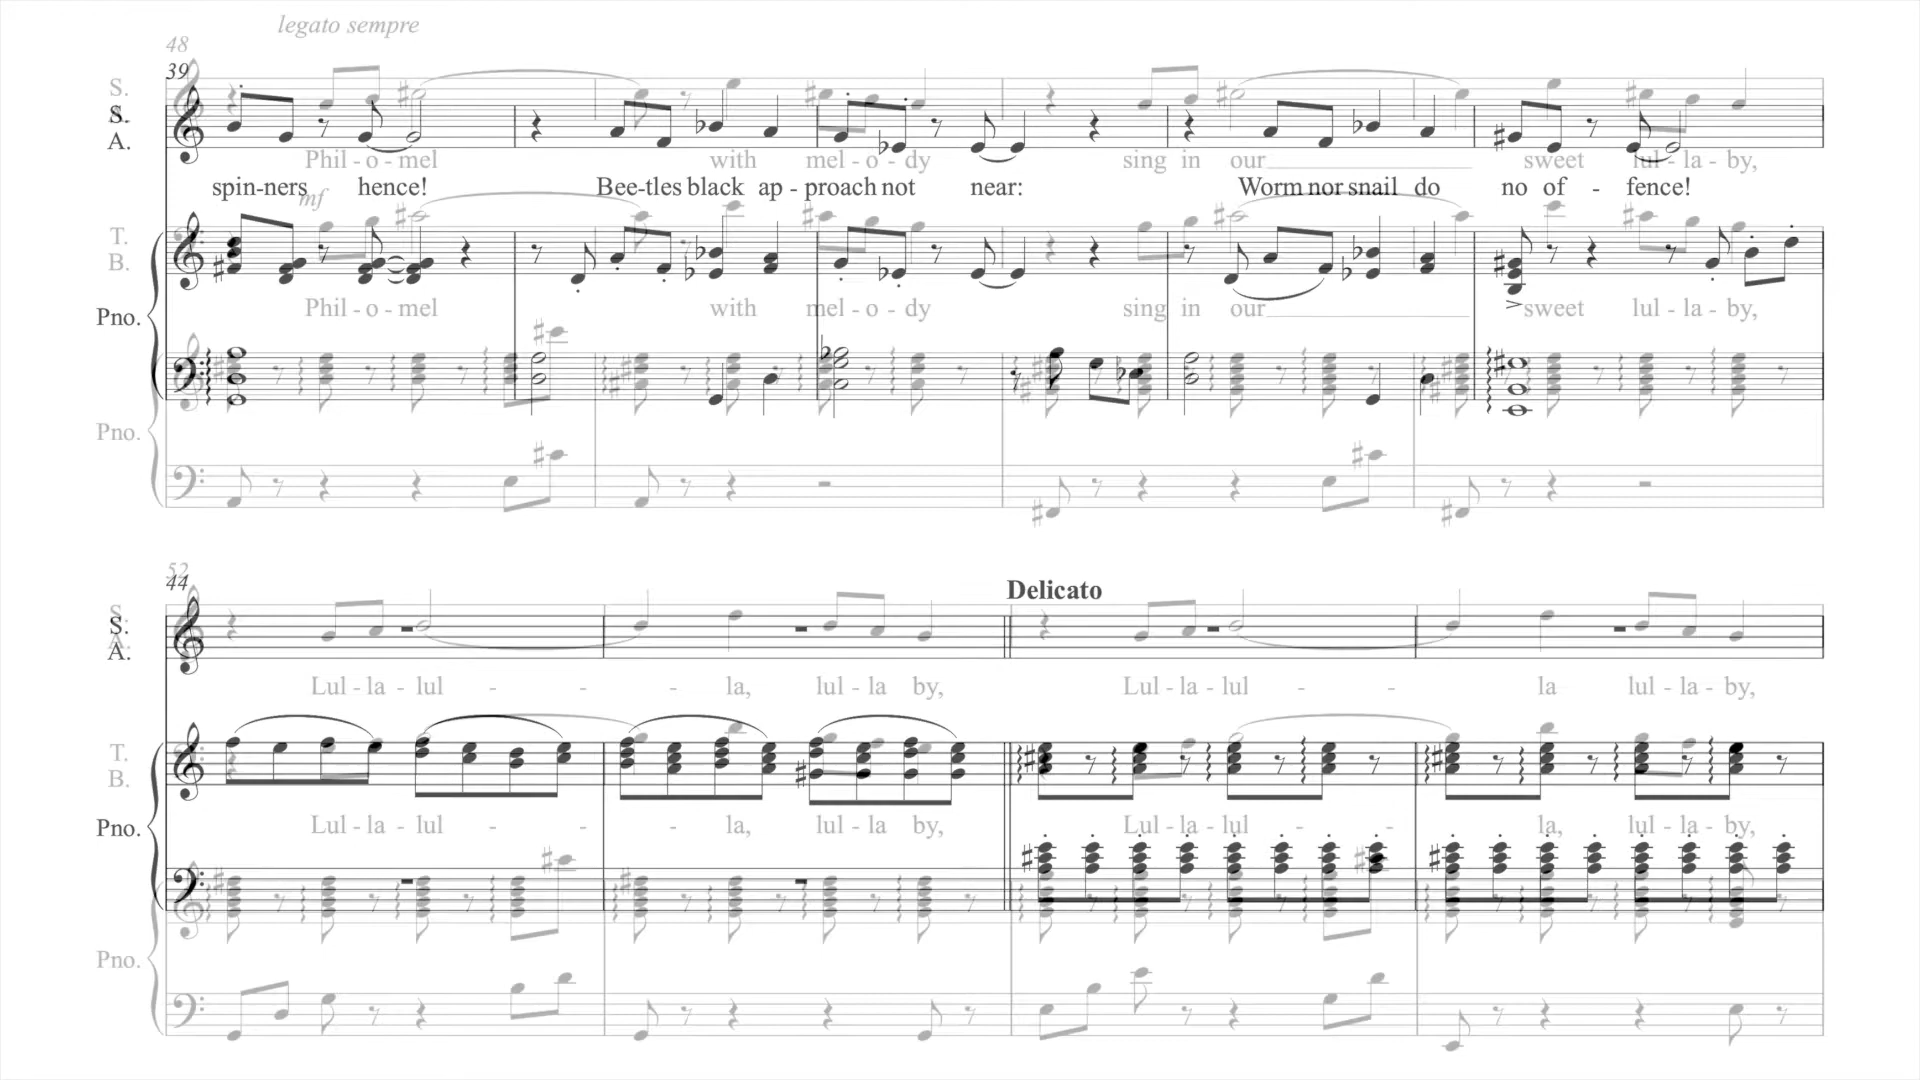 legato sempre
48
39
S.
A.
S.
A.
Phil - o - mel with mel - o - dy sing in our sweet lul - la - by,
spin-ners hence! Bee-tles black ap - proach not near: Worm nor snail do no of - fence!
mf
T.
B.
Phil - o - mel with mel - o - dy sing in our sweet lul - la - by,
Pno.
Pno.
52
44
Delicato
S.
A.
S.
A.
Lul - la - lul - - - la, lul - la by, Lul - la - lul - - la lul - la - by,
T.
B.
Lul - la - lul - - - la, lul - la by, Lul - la - lul - - la, lul - la - by,
Pno.
Pno.